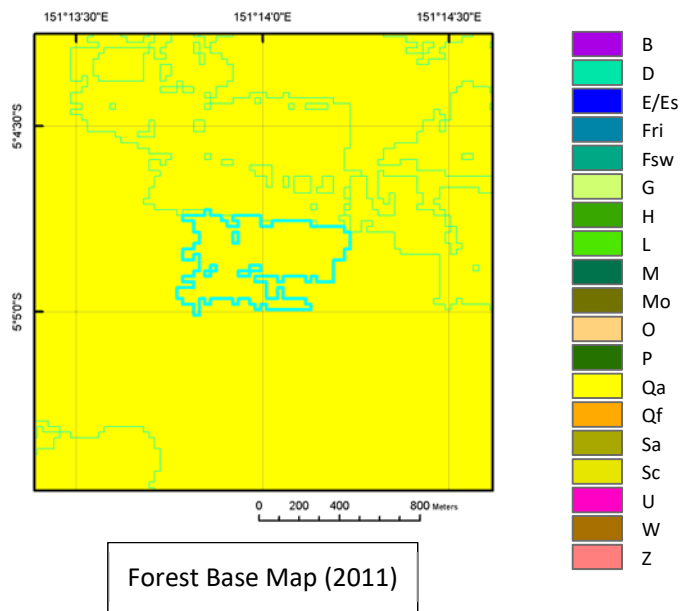 151°13'30"E 151°14'0"E 151°14'30"E
5°4'30"S
5°5'0"S
0 200 400 800 Meters
Forest Base Map (2011)
B
D
E/Es
Fri
Fsw
G
H
L
M
Mo
O
P
Qa
Qf
Sa
Sc
U
W
Z